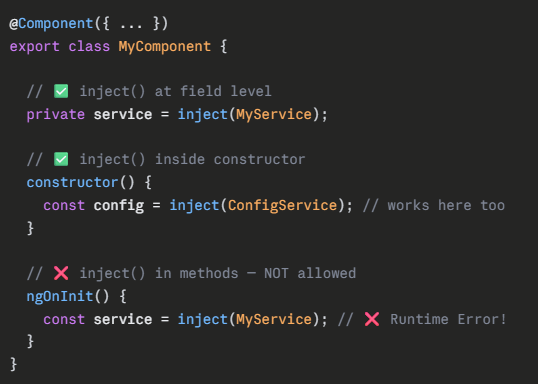 @Component({ ... })
export class MyComponent {
// ✅ inject() at field level
private service = inject(MyService);
// ✅ inject() inside constructor
constructor() {
const config = inject(ConfigService); // works here too
}
// ❌ inject() in methods — NOT allowed
ngOnInit() {
const service = inject(MyService); // ❌ Runtime Error!
}
}